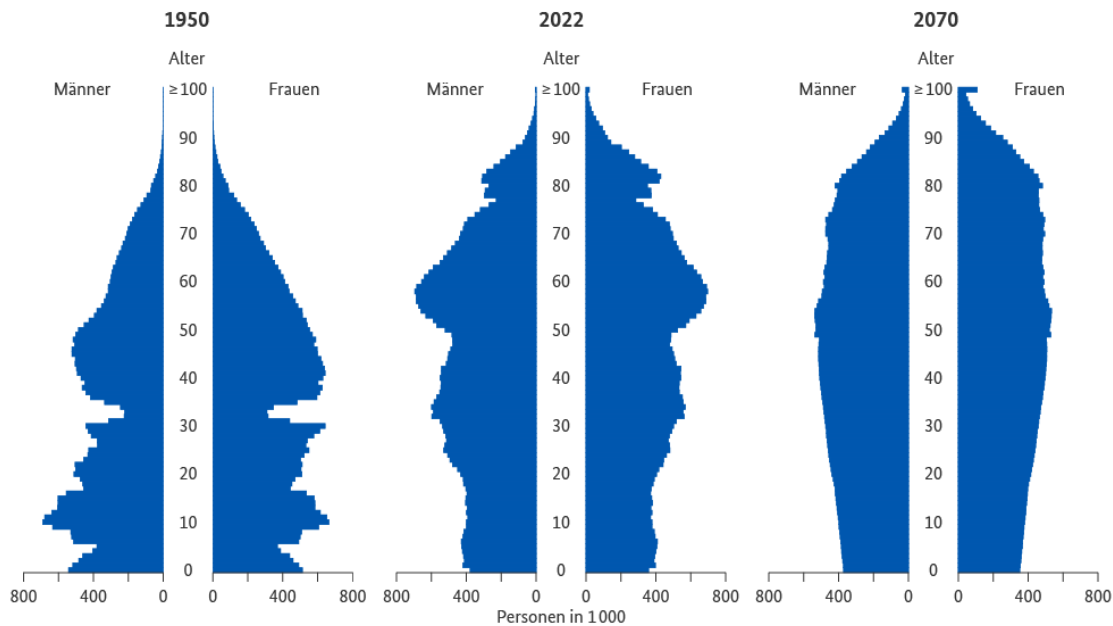 1950 2022 2070
Alter Alter Alter
Männer ≥ 100 Frauen Männer ≥ 100 Frauen Männer ≥ 100 Frauen
90 90 90
80 80 80
70 70 70
60 60 60
50 50 50
40 40 40
30 30 30
20 20 20
10 10 10
0 0 0
800 400 0 0 400 800 800 400 0 0 400 800 800 400 0 0 400 800
Personen in 1 000